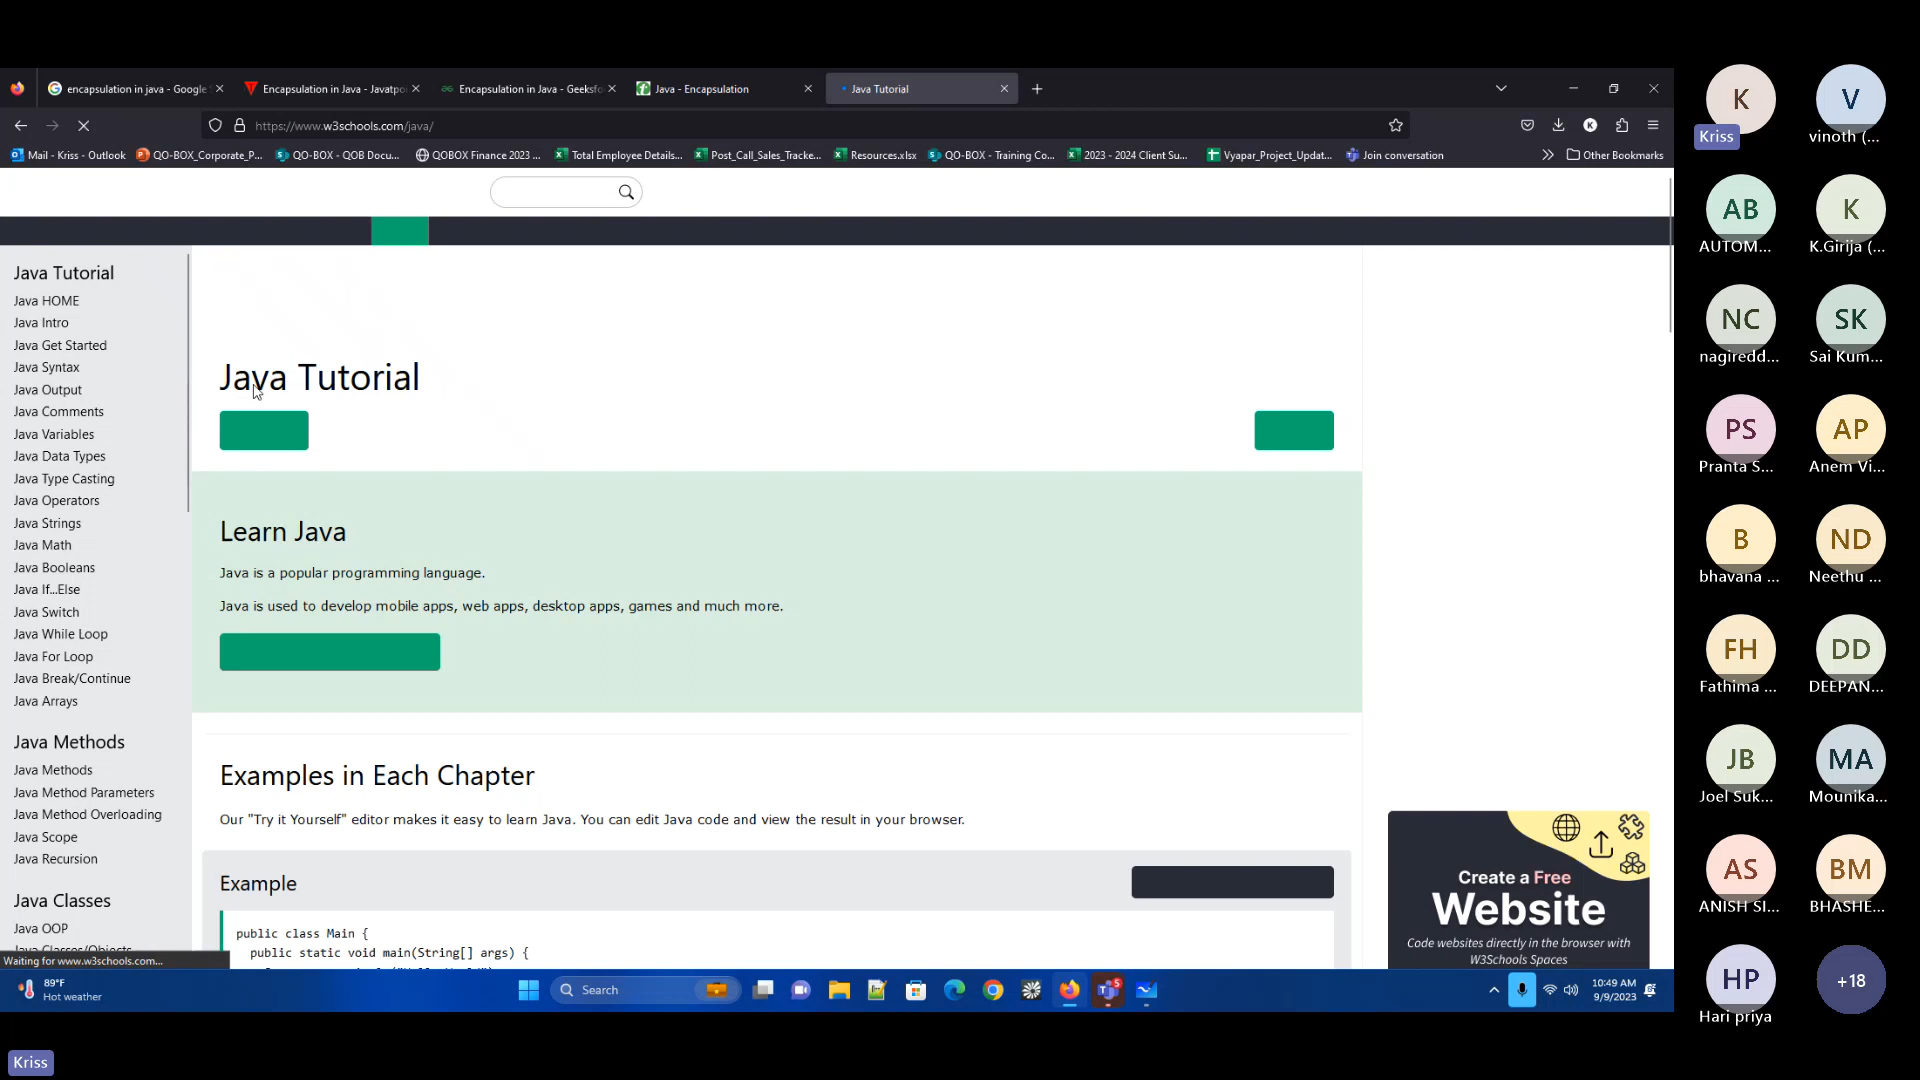 encapsulation in java - Google
Encapsulation in Java - Javatpo
Encapsulation in Java - Geeksfo
Java - Encapsulation
Java Tutorial
https://www.w3schools.com/java/
Mail - Kriss - Outlook
QO-BOX_Corporate_P...
QO-BOX - QOB Docu...
QOBOX Finance 2023 ...
Total Employee Details...
Post_Call_Sales_Tracke...
Resources.xlsx
QO-BOX - Training Co...
2023 - 2024 Client Su...
Vyapar_Project_Updat...
Join conversation
Other Bookmarks
Java Tutorial
Java HOME
Java Intro
Java Get Started
Java Syntax
Java Output
Java Comments
Java Variables
Java Data Types
Java Type Casting
Java Operators
Java Strings
Java Math
Java Booleans
Java If...Else
Java Switch
Java While Loop
Java For Loop
Java Break/Continue
Java Arrays
Java Methods
Java Methods
Java Method Parameters
Java Method Overloading
Java Scope
Java Recursion
Java Classes
Java OOP
Java Classes/Objects
Waiting for www.w3schools.com...
Java Tutorial
Learn Java
Java is a popular programming language.
Java is used to develop mobile apps, web apps, desktop apps, games and much more.
Examples in Each Chapter
Our "Try it Yourself" editor makes it easy to learn Java. You can edit Java code and view the result in your browser.
Example
public class Main {
public static void main(String[] args) {
Create a Free
Website
Code websites directly in the browser with
W3Schools Spaces
89°F
Hot weather
Search
5
10:49 AM
9/9/2023
K
Kriss
V
vinoth (...
AB
AUTOM...
K
K.Girija (...
NC
nagiredd...
SK
Sai Kum...
PS
Pranta S...
AP
Anem Vi...
B
bhavana ...
ND
Neethu ...
FH
Fathima ...
DD
DEEPAN...
JB
Joel Suk...
MA
Mounika...
AS
ANISH SI...
BM
BHASHE...
HP
Hari priya
+18
Kriss